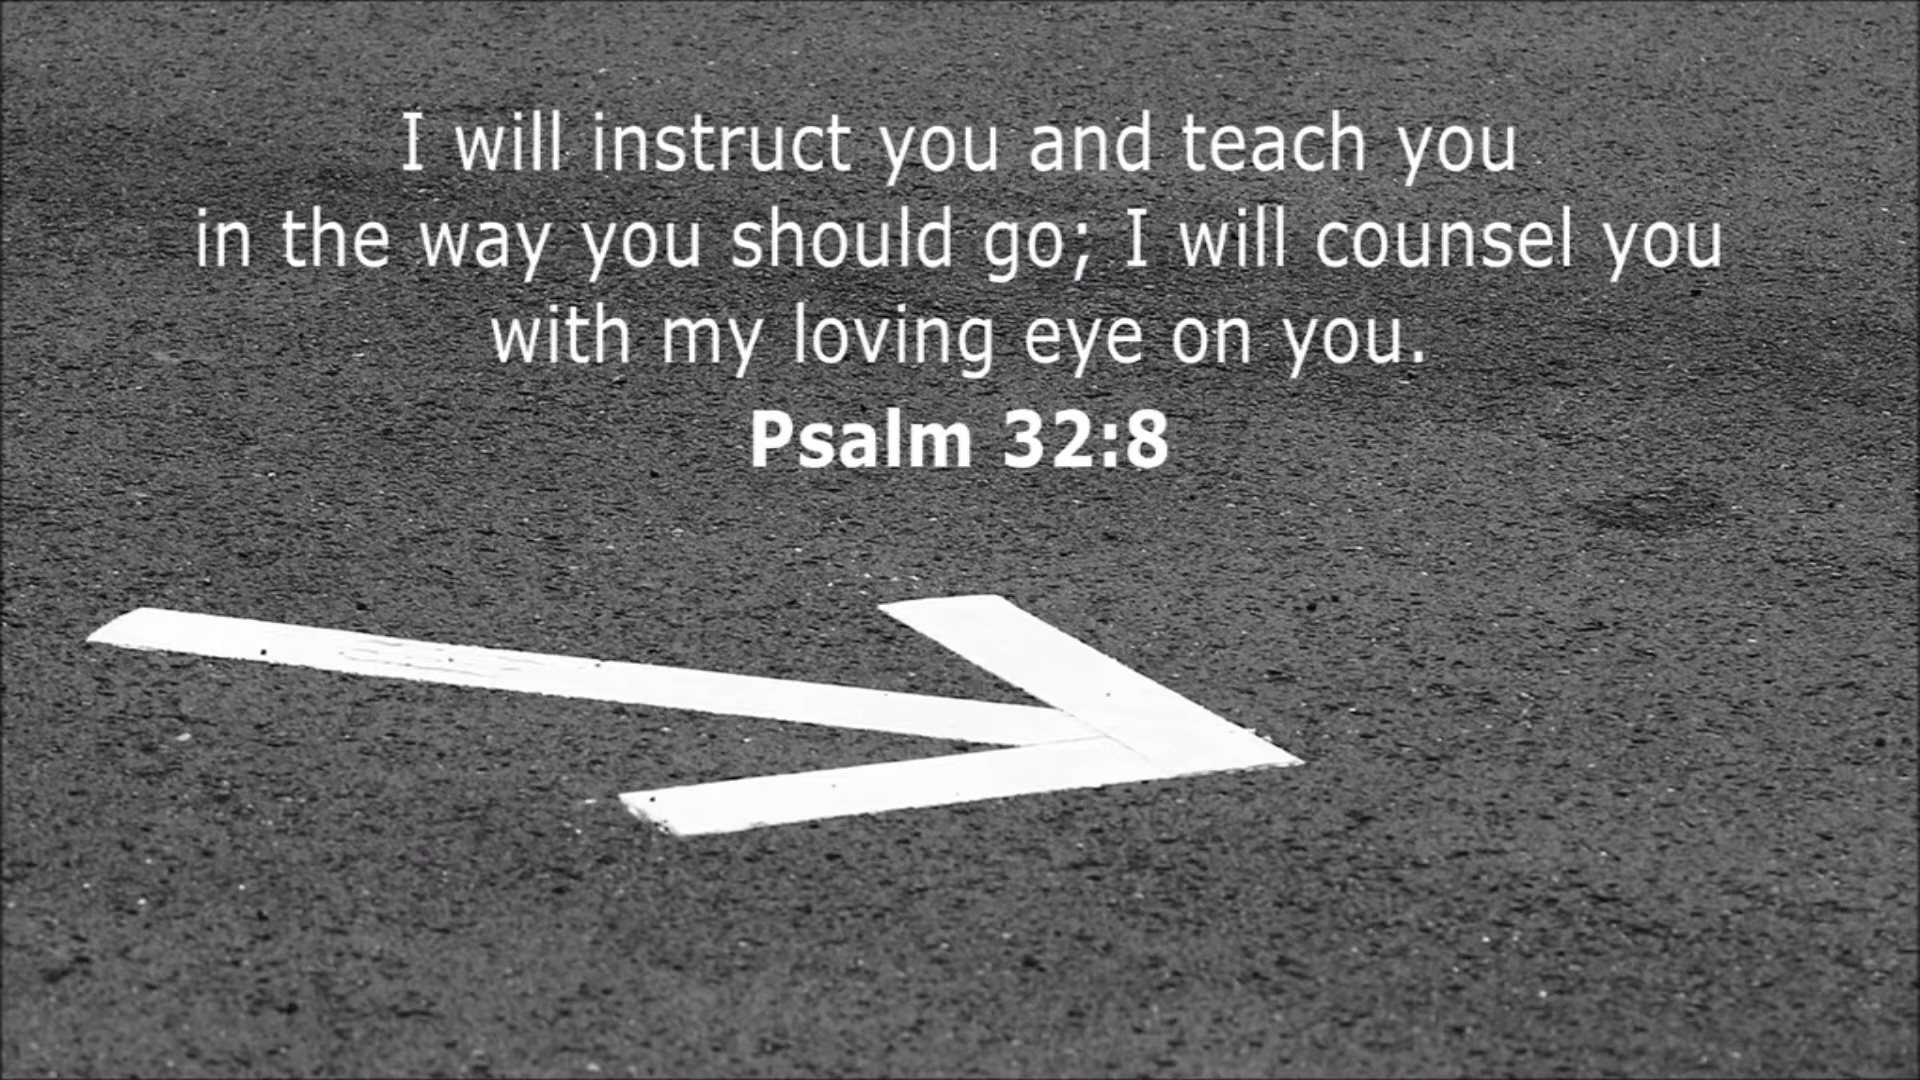 I will instruct you and teach you
in the way you should go; I will counsel you
with my loving eye on you.
Psalm 32:8